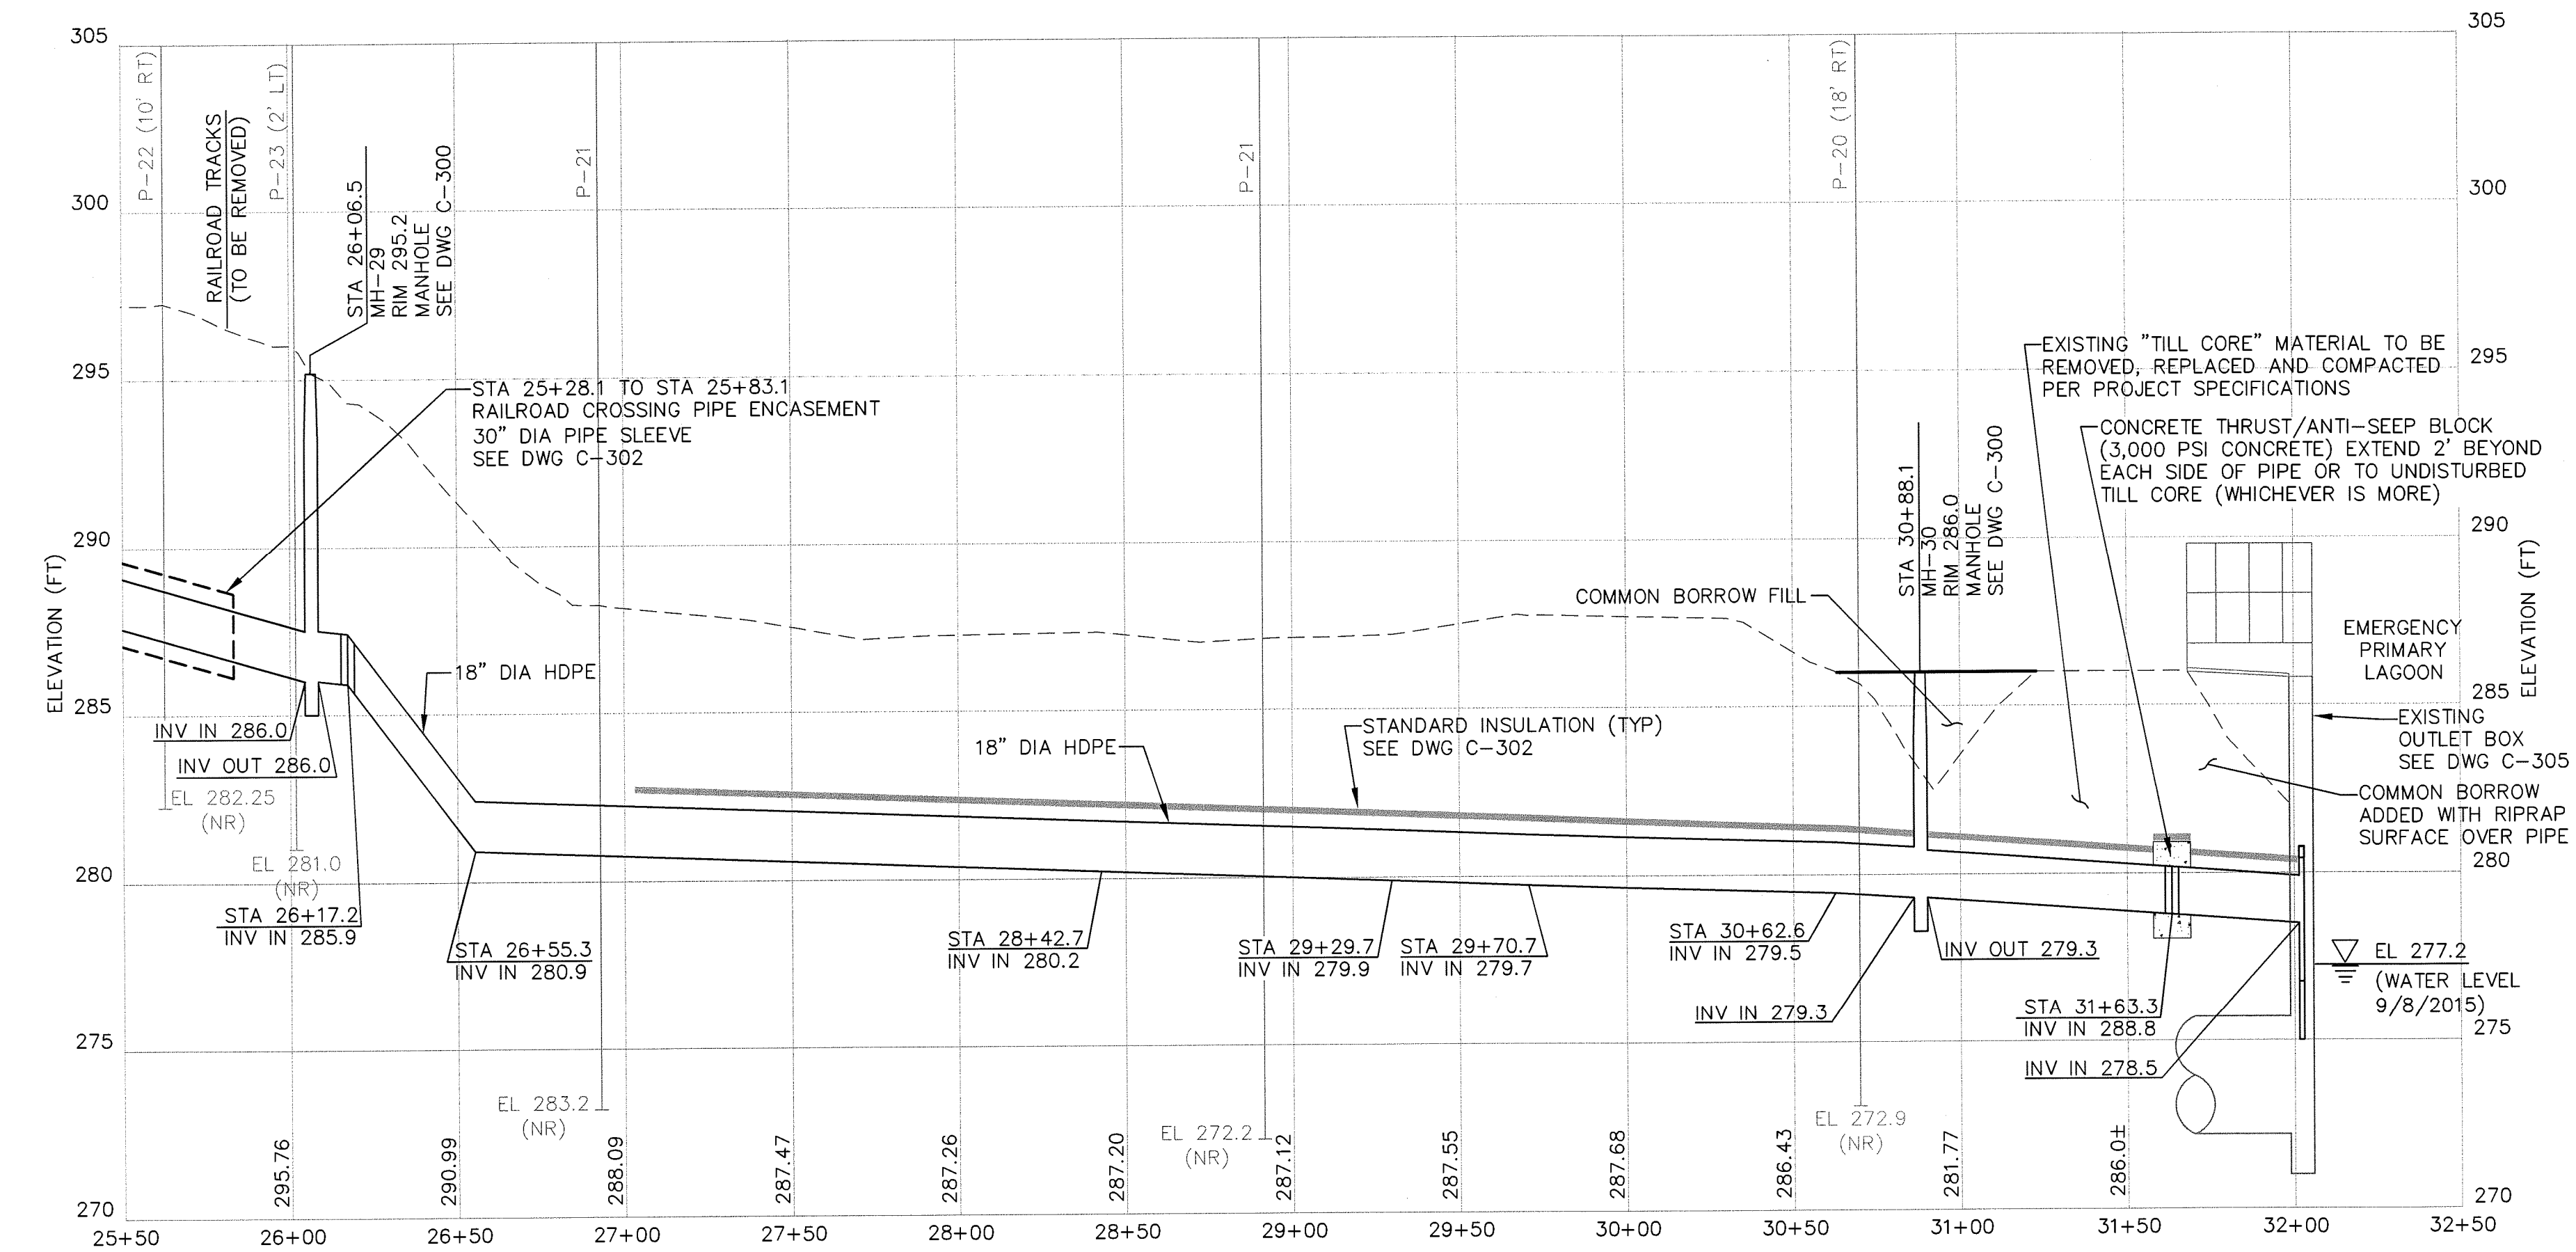 305
305
P-22 (10' RT)
RAILROAD TRACKS
(TO BE REMOVED)
P-23 (2' LT)
STA 26+06.5
MH-29
RIM 295.2
MANHOLE
SEE DWG C-300
P-21
P-21
P-20 (18' RT)
300
300
295
295
STA 25+28.1 TO STA 25+83.1
RAILROAD CROSSING PIPE ENCASEMENT
30" DIA PIPE SLEEVE
SEE DWG C-302
EXISTING "TILL CORE" MATERIAL TO BE
REMOVED, REPLACED AND COMPACTED
PER PROJECT SPECIFICATIONS
CONCRETE THRUST/ANTI-SEEP BLOCK
(3,000 PSI CONCRETE) EXTEND 2' BEYOND
EACH SIDE OF PIPE OR TO UNDISTURBED
TILL CORE (WHICHEVER IS MORE)
STA 30+88.1
MH-30
RIM 286.0
MANHOLE
SEE DWG C-300
290
290
ELEVATION (FT)
ELEVATION (FT)
COMMON BORROW FILL
EMERGENCY
PRIMARY
LAGOON
18" DIA HDPE
285
285
INV IN 286.0
INV OUT 286.0
STANDARD INSULATION (TYP)
SEE DWG C-302
18" DIA HDPE
EXISTING
OUTLET BOX
SEE DWG C-305
EL 282.25
(NR)
COMMON BORROW
ADDED WITH RIPRAP
SURFACE OVER PIPE
EL 281.0
(NR)
280
280
STA 26+17.2
INV IN 285.9
STA 26+55.3
INV IN 280.9
STA 28+42.7
INV IN 280.2
STA 29+29.7
INV IN 279.9
STA 29+70.7
INV IN 279.7
STA 30+62.6
INV IN 279.5
INV OUT 279.3
EL 277.2
(WATER LEVEL
9/8/2015)
INV IN 279.3
STA 31+63.3
INV IN 288.8
275
275
INV IN 278.5
EL 283.2
(NR)
EL 272.2
(NR)
EL 272.9
(NR)
295.76
290.99
288.09
287.47
287.26
287.20
287.12
287.55
287.68
286.43
281.77
286.0±
270
270
25+50
26+00
26+50
27+00
27+50
28+00
28+50
29+00
29+50
30+00
30+50
31+00
31+50
32+00
32+50